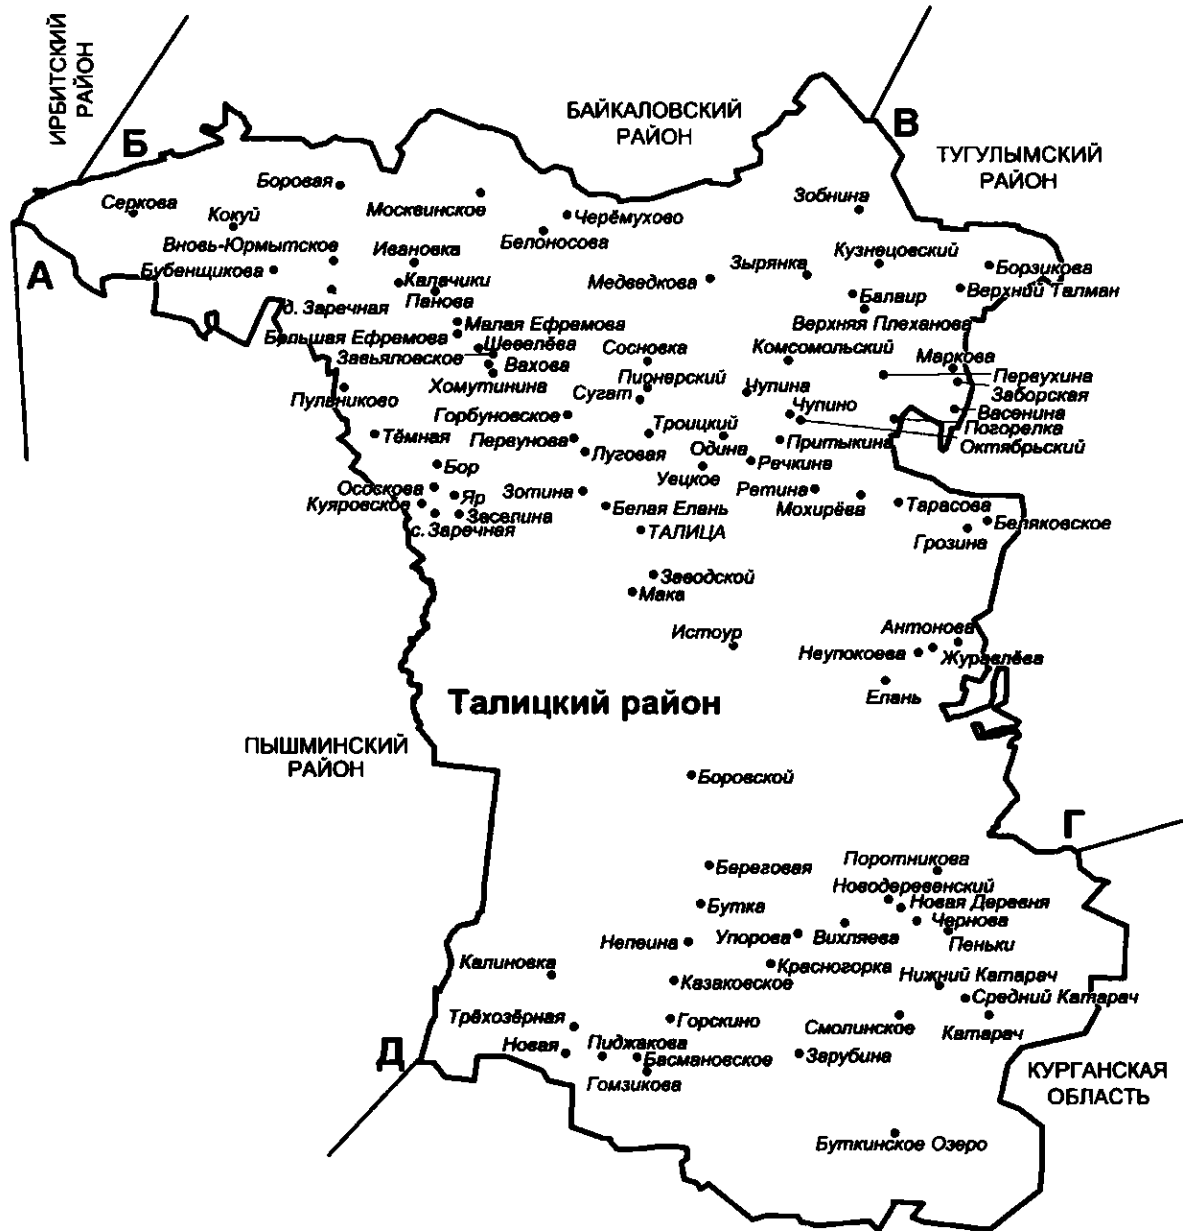 ИРБИТСКИЙ
РАЙОН
Б
БАЙКАЛОВСКИЙ
РАЙОН
В
ТУГУЛЫМСКИЙ
РАЙОН
Боровая
Серкова
Москвинское
Зобнина
Кокуй
Черёмухово
Вновь-Юрмытское
Ивановка
Белоносова
Кузнецовский
А
Бубенщикова
Калачики
Медведкова
Зырянка
Борзикова
д. Заречная
Панова
Балаир
Верхний Талман
Малая Ефремова
Верхняя Плеханова
Большая Ефремова
Шевелёва
Завьяловское
Вахова
Сосновка
Комсомольский
Маркова
Хомутинина
Пионерский
Первухина
Пульниково
Сугат
Чупина
Заборская
Горбуновское
Чупино
Васенина
Тёмная
Первунова
Троицкий
Погорелка
Луговая
Одина
Притыкина
Октябрьский
Бор
Уецкое
Речкина
Ососкова
Яр
Зотина
Ретина
Куяровское
Заселина
Белая Елань
Мохирёва
Тарасова
с. Заречная
ТАЛИЦА
Беляковское
Грозина
Заводской
Мака
Истоур
Антонова
Неупокоева
Журавлёва
Елань
Талицкий район
ПЫШМИНСКИЙ
РАЙОН
Боровской
Г
Береговая
Поротникова
Новодеревенский
Бутка
Новая Деревня
Чернова
Непеина
Упорова
Вихляева
Пеньки
Калиновка
Красногорка
Нижний Катарач
Казаковское
Средний Катарач
Трёхозёрная
Горскино
Смолинское
Катарач
Новая
Пиджакова
Д
Басмановское
Зарубина
Гомзикова
КУРГАНСКАЯ
ОБЛАСТЬ
Буткинское Озеро